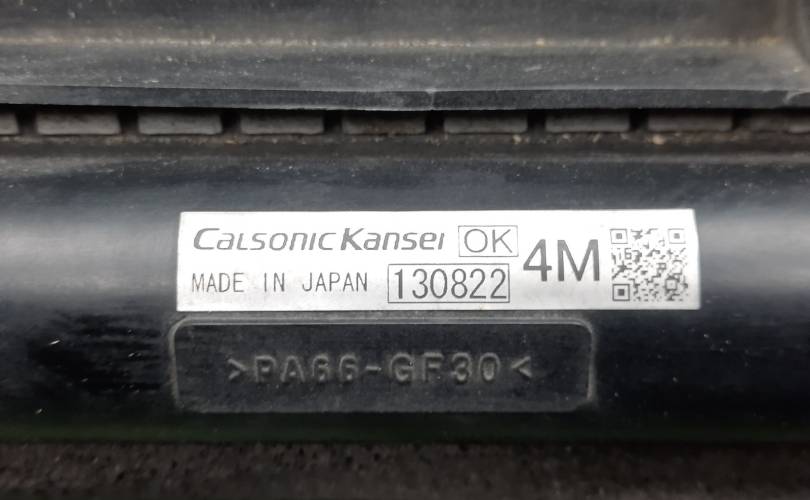 CALSONIC KANSEI OK 4M
MADE IN JAPAN 130822
>PA66-GF30<